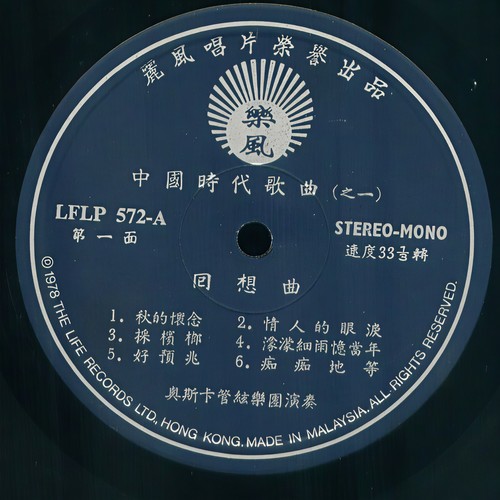 麗風唱片榮譽出品
樂風
中國時代歌曲(之一)
LFLP 572-A
第一面
STEREO-MONO
速度33⅓轉
回想曲
1. 秋的懷念
2. 情人的眼淚
3. 採檳榔
4. 濛濛細雨憶當年
5. 好預兆
6. 痴痴地等
奥斯卡管絃樂團演奏
℗1978 THE LIFE RECORDS LTD., HONG KONG. MADE IN MALAYSIA. ALL RIGHTS RESERVED.